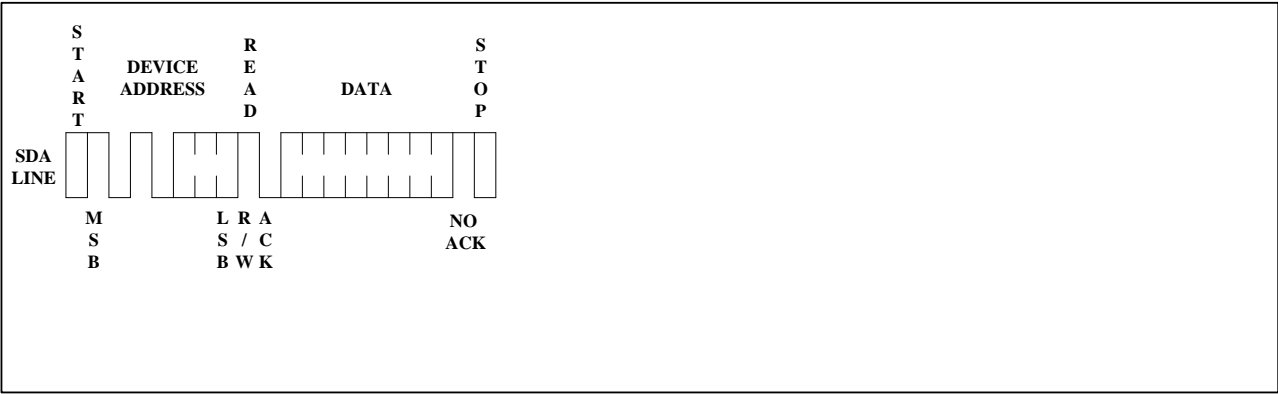 START
DEVICE
ADDRESS
READ
DATA
STOP
SDA
LINE
MSB
LSB
R/W
ACK
NO
ACK